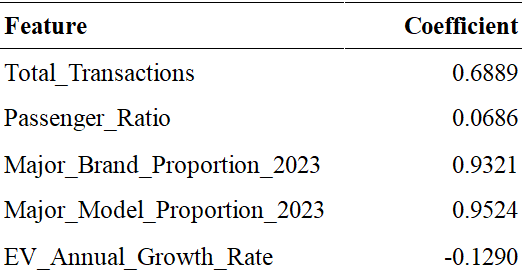 Feature Coefficient
Total_Transactions 0.6889
Passenger_Ratio 0.0686
Major_Brand_Proportion_2023 0.9321
Major_Model_Proportion_2023 0.9524
EV_Annual_Growth_Rate -0.1290